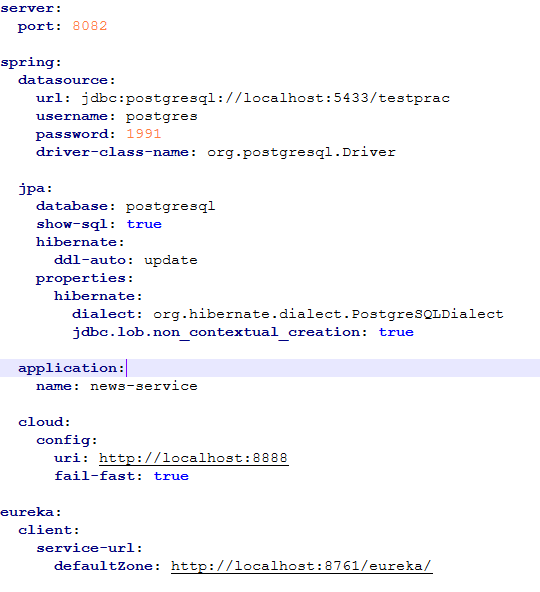 server:
  port: 8082

spring:
  datasource:
    url: jdbc:postgresql://localhost:5433/testprac
    username: postgres
    password: 1991
    driver-class-name: org.postgresql.Driver

  jpa:
    database: postgresql
    show-sql: true
    hibernate:
      ddl-auto: update
    properties:
      hibernate:
        dialect: org.hibernate.dialect.PostgreSQLDialect
        jdbc.lob.non_contextual_creation: true

  application:
    name: news-service

  cloud:
    config:
      uri: http://localhost:8888
      fail-fast: true

eureka:
  client:
    service-url:
      defaultZone: http://localhost:8761/eureka/